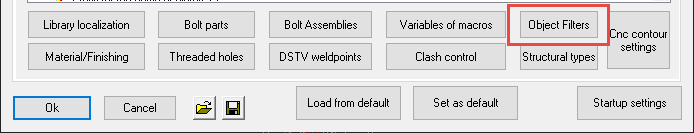 Library localization
Bolt parts
Bolt Assemblies
Variables of macros
Object Filters
Cnc contour
settings
Material/Finishing
Threaded holes
DSTV weldpoints
Clash control
Structural types
Ok
Cancel
Load from default
Set as default
Startup settings